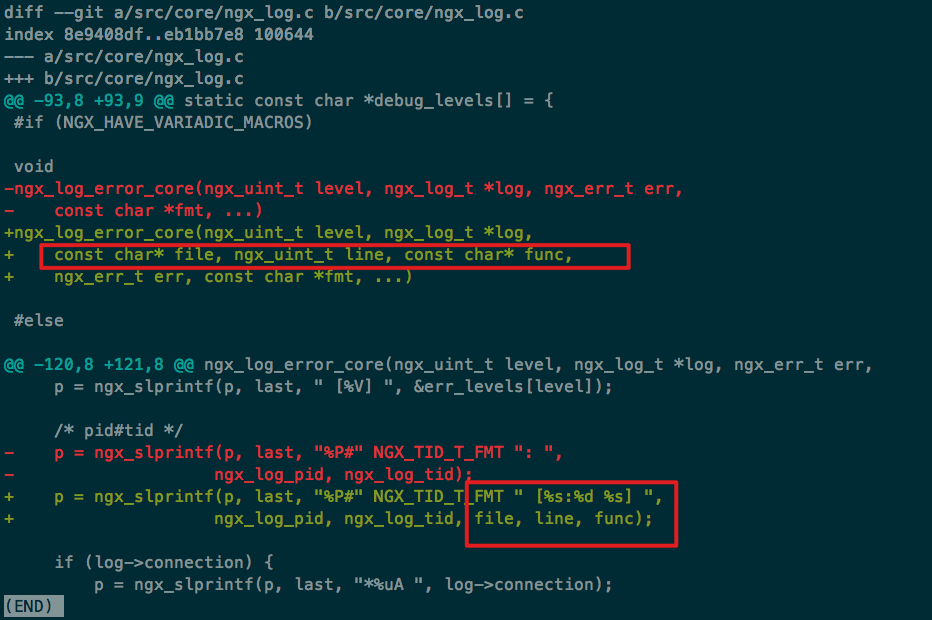 diff --git a/src/core/ngx_log.c b/src/core/ngx_log.c
index 8e9408df..eb1bb7e8 100644
--- a/src/core/ngx_log.c
+++ b/src/core/ngx_log.c
@@ -93,8 +93,9 @@ static const char *debug_levels[] = {
 #if (NGX_HAVE_VARIADIC_MACROS)

 void
-ngx_log_error_core(ngx_uint_t level, ngx_log_t *log, ngx_err_t err,
-    const char *fmt, ...)
+ngx_log_error_core(ngx_uint_t level, ngx_log_t *log,
+    const char* file, ngx_uint_t line, const char* func,
+    ngx_err_t err, const char *fmt, ...)

 #else

@@ -120,8 +121,8 @@ ngx_log_error_core(ngx_uint_t level, ngx_log_t *log, ngx_err_t err,
     p = ngx_slprintf(p, last, " [%V] ", &err_levels[level]);

     /* pid#tid */
-    p = ngx_slprintf(p, last, "%P#" NGX_TID_T_FMT ": ",
-                    ngx_log_pid, ngx_log_tid);
+    p = ngx_slprintf(p, last, "%P#" NGX_TID_T_FMT " [%s:%d %s] ",
+                    ngx_log_pid, ngx_log_tid, file, line, func);

     if (log->connection) {
         p = ngx_slprintf(p, last, "*%uA ", log->connection);
(END)